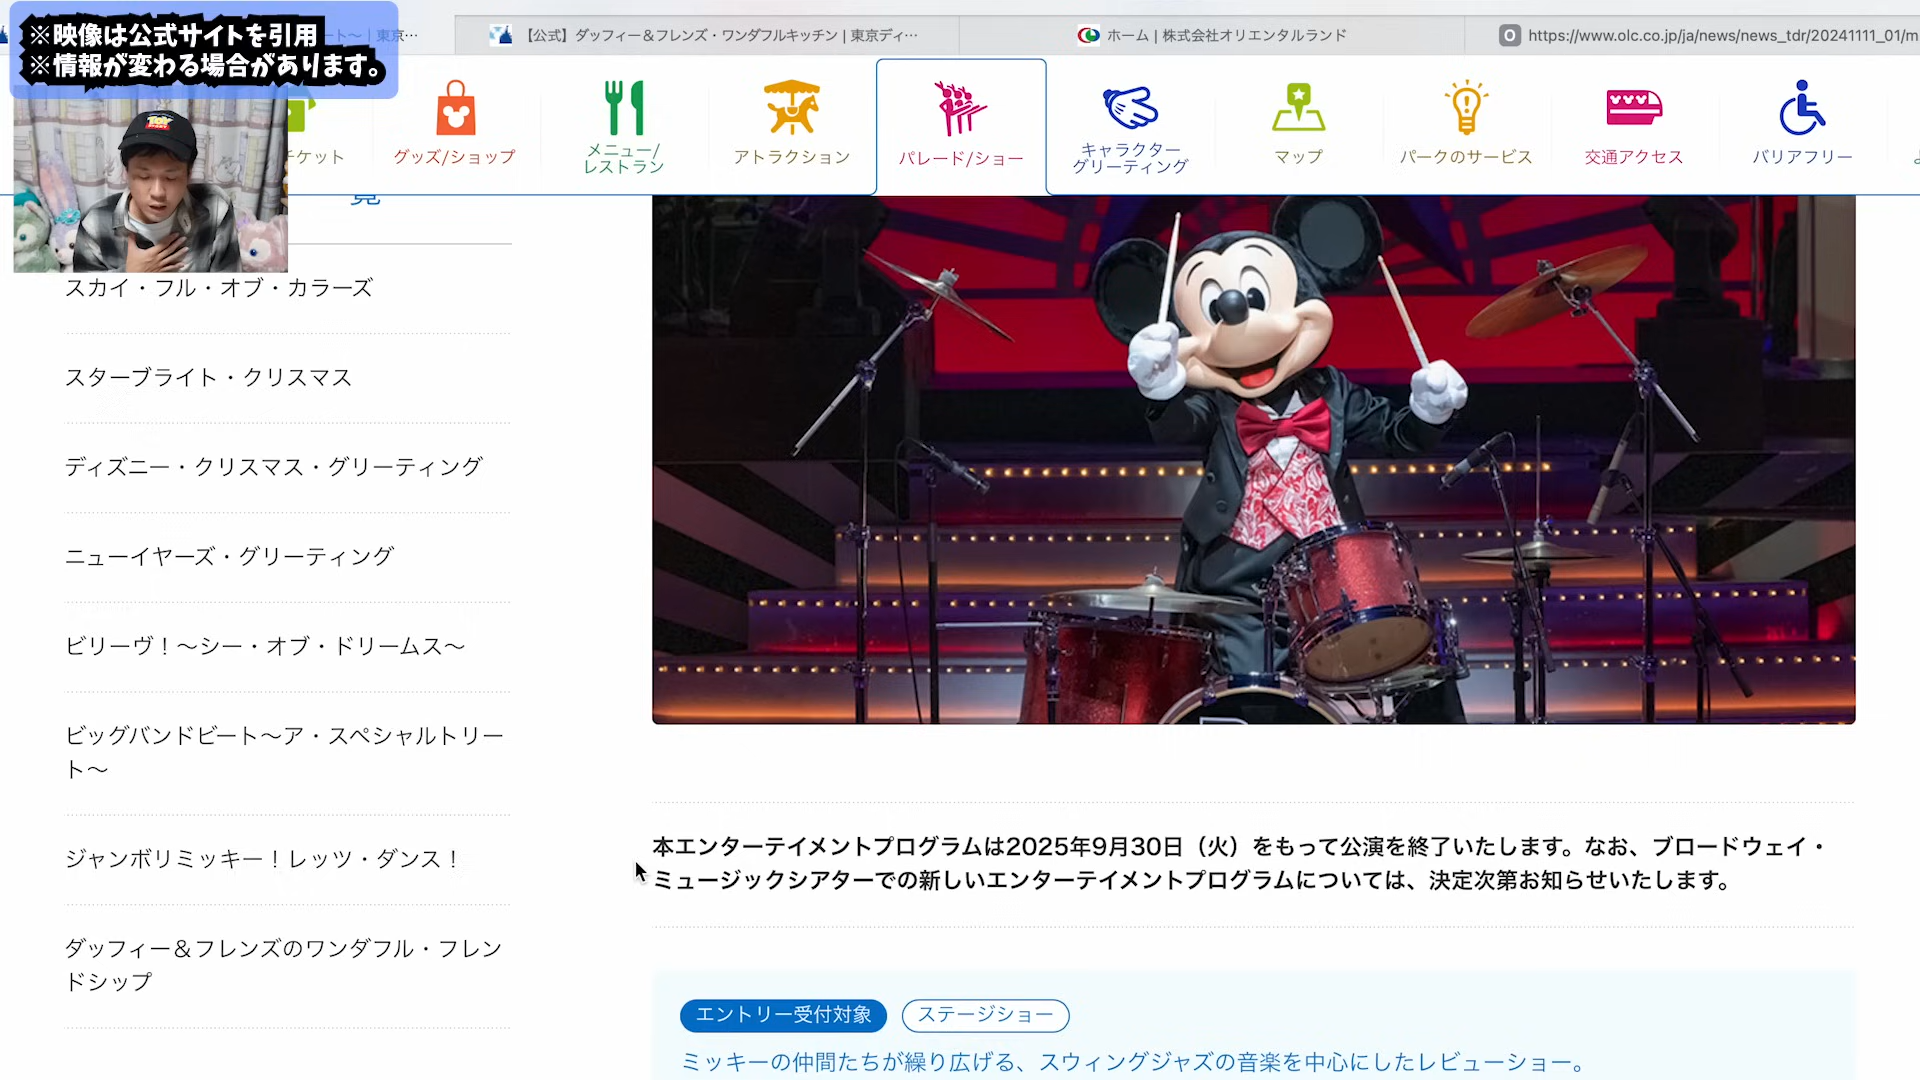 ※映像は公式サイトを引用
※情報が変わる場合があります。
ート〜｜東京…
【公式】ダッフィー＆フレンズ・ワンダフルキッチン | 東京ディ…
ホーム | 株式会社オリエンタルランド
https://www.olc.co.jp/ja/news/news_tdr/20241111_01/m
チケット
グッズ/ショップ
メニュー/
レストラン
アトラクション
パレード/ショー
キャラクター
グリーティング
マップ
パークのサービス
交通アクセス
バリアフリー
覧
スカイ・フル・オブ・カラーズ
スターブライト・クリスマス
ディズニー・クリスマス・グリーティング
ニューイヤーズ・グリーティング
ビリーヴ！〜シー・オブ・ドリームス〜
ビッグバンドビート〜ア・スペシャルトリー
ト〜
ジャンボリミッキー！レッツ・ダンス！
ダッフィー＆フレンズのワンダフル・フレン
ドシップ
本エンターテイメントプログラムは2025年9月30日（火）をもって公演を終了いたします。なお、ブロードウェイ・
ミュージックシアターでの新しいエンターテイメントプログラムについては、決定次第お知らせいたします。
エントリー受付対象
ステージショー
ミッキーの仲間たちが繰り広げる、スウィングジャズの音楽を中心にしたレビューショー。